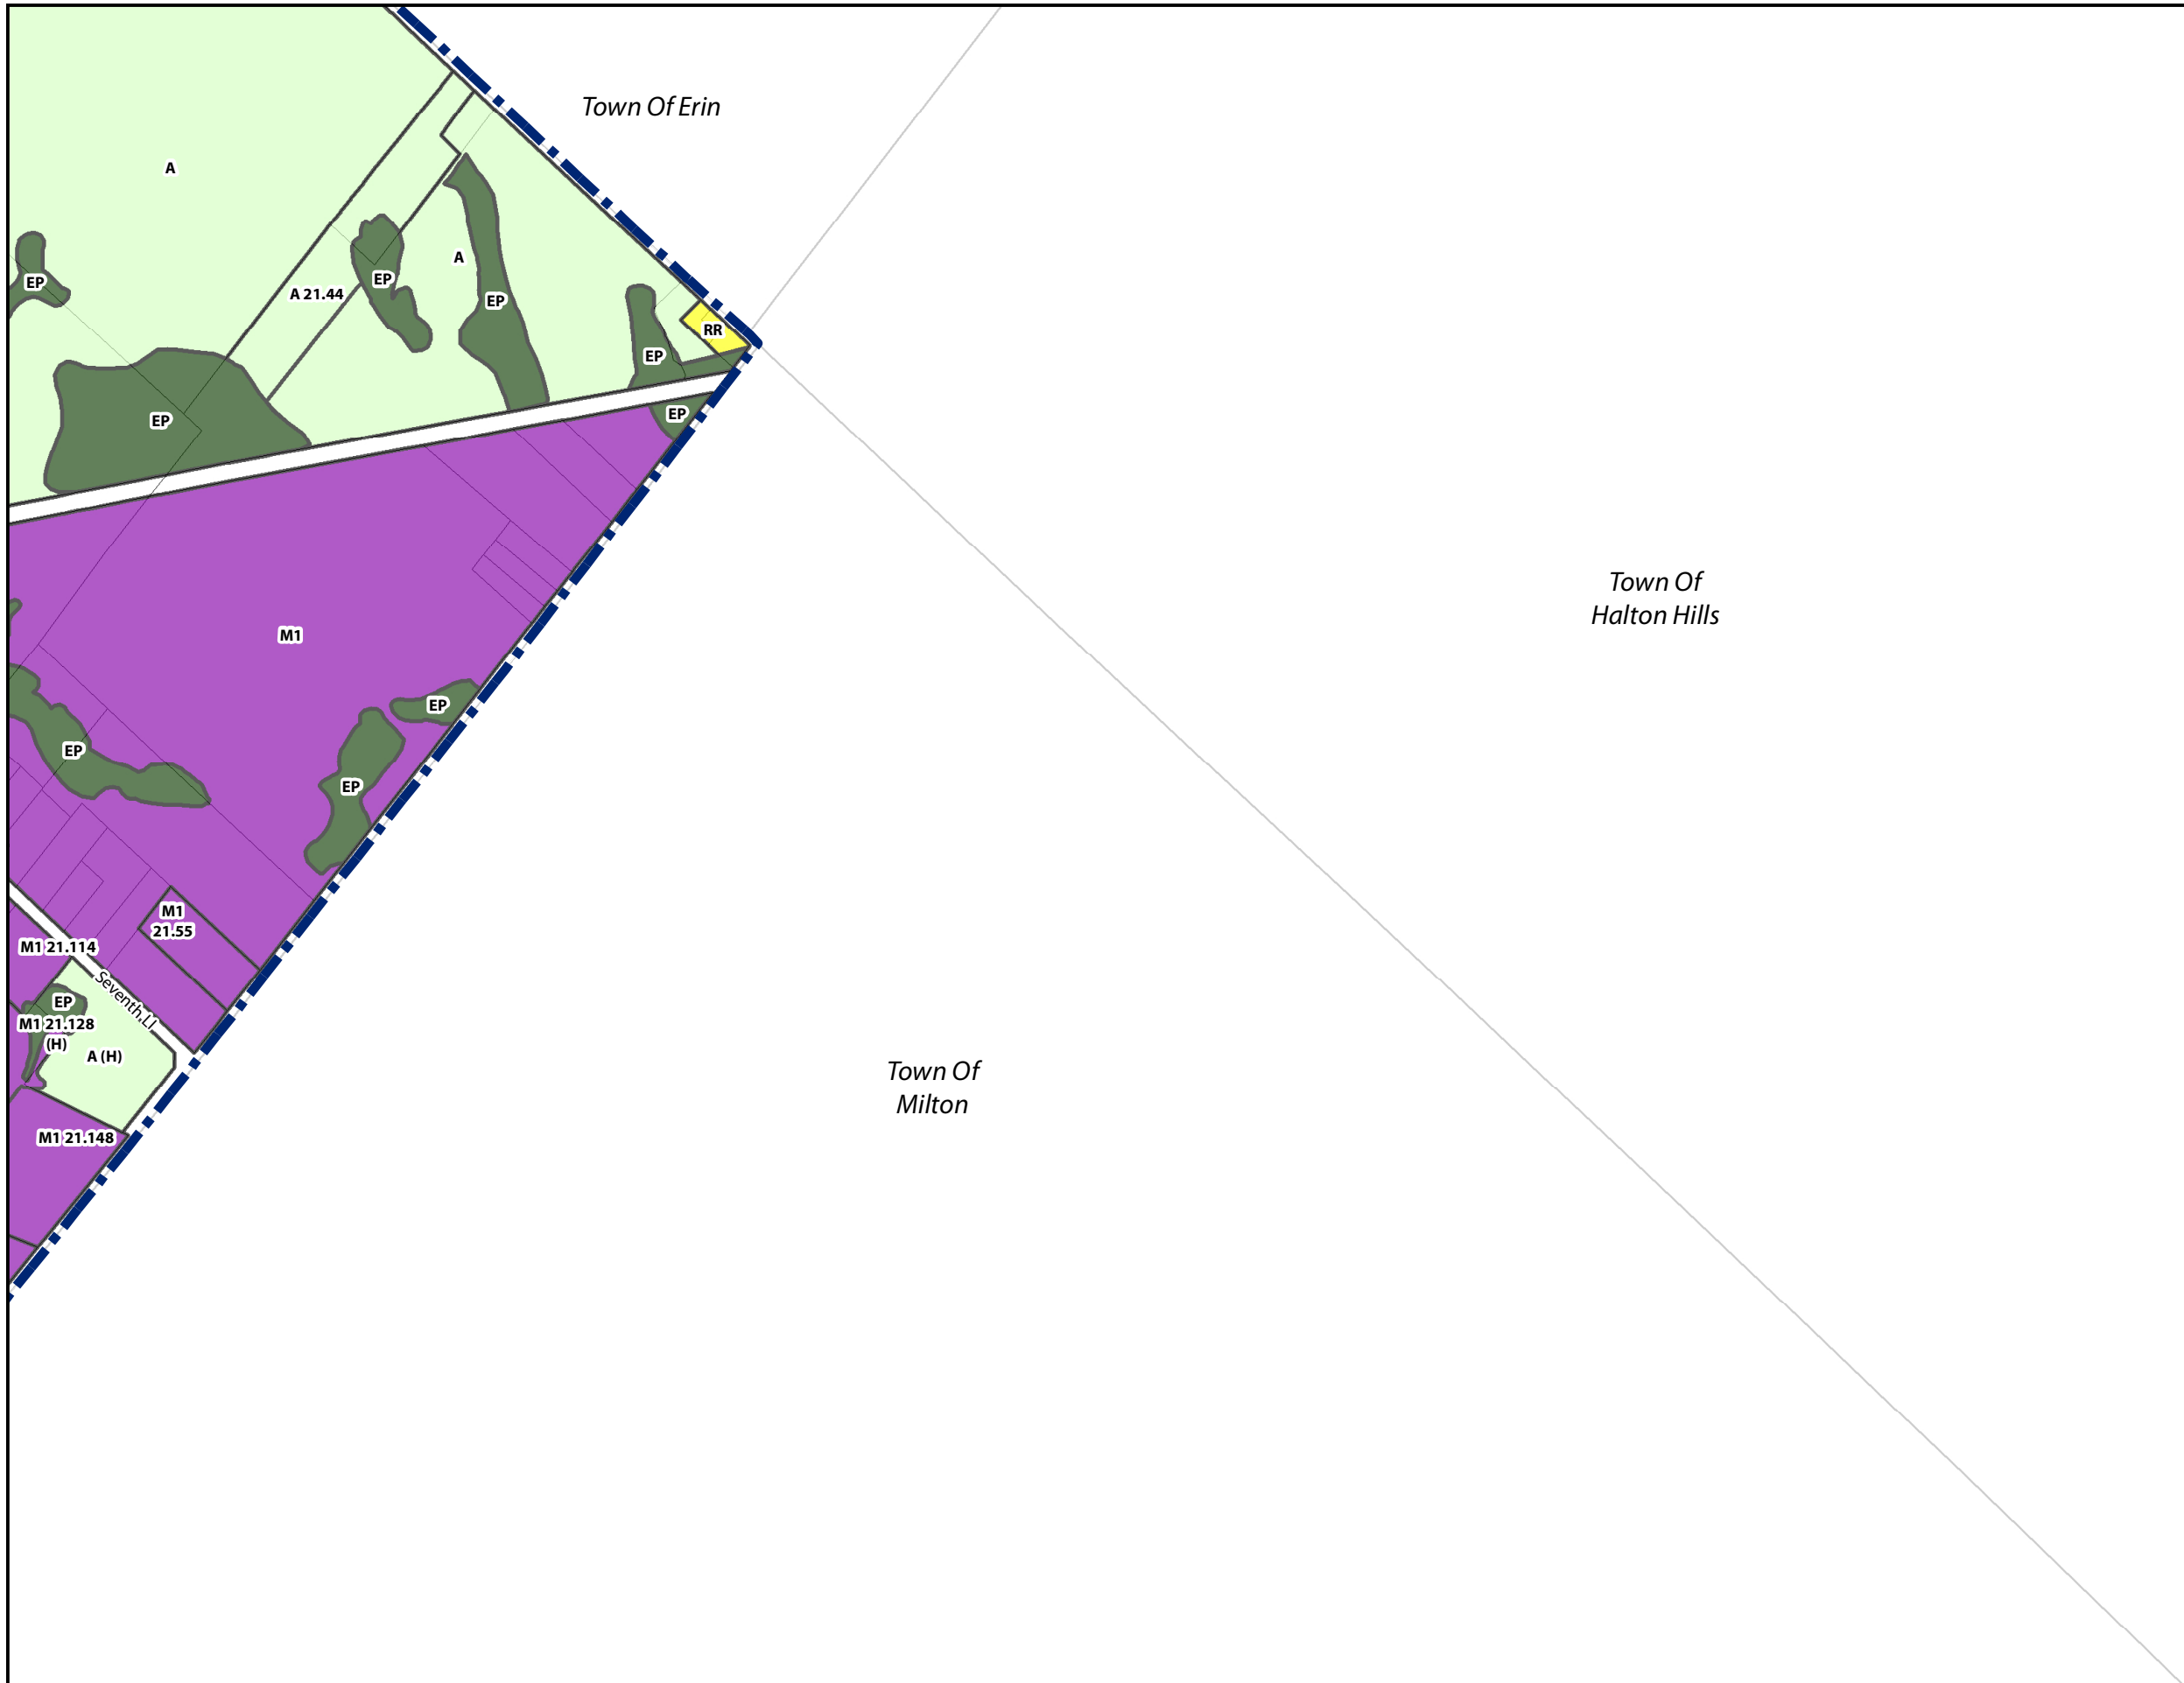 Town Of Erin
A
A
EP
EP
A 21.44
EP
RR
EP
EP
EP
Town Of
Halton Hills
M1
EP
EP
EP
M1
21.55
M1 21.114
Seventh LI
EP
M1 21.128
(H)
A (H)
Town Of
Milton
M1 21.148